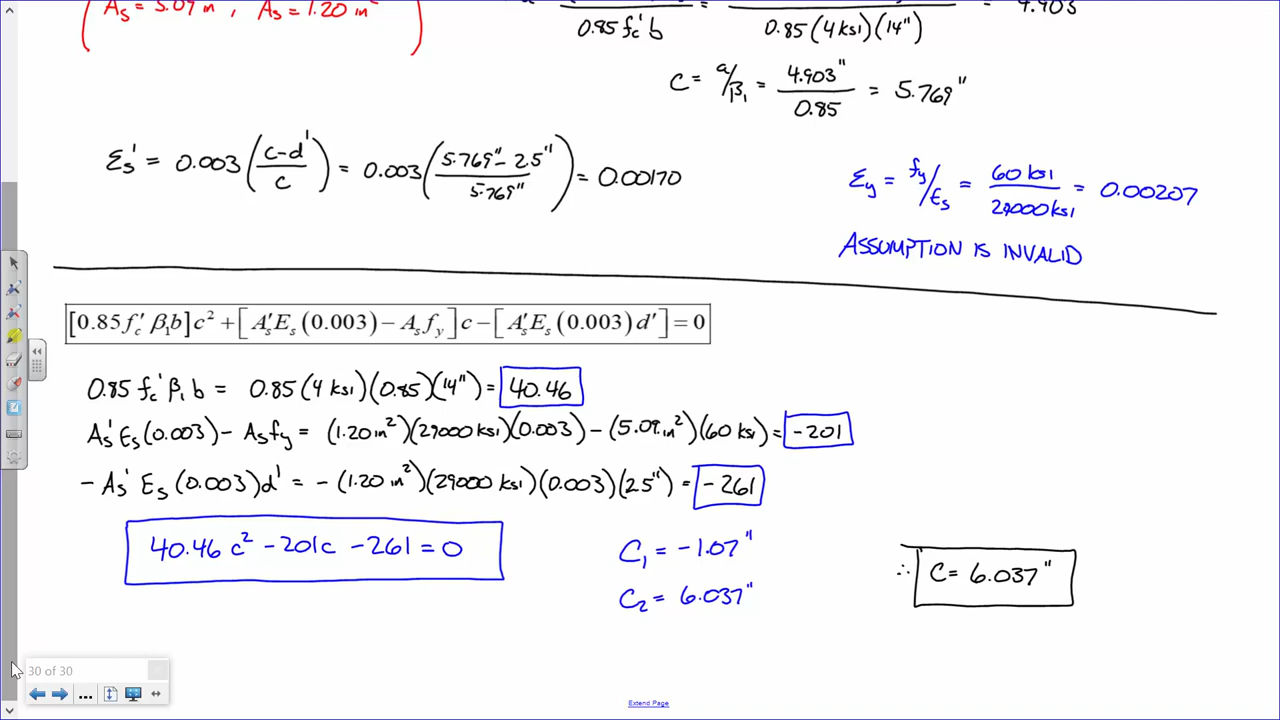 As = 5.09 in², As' = 1.20 in²
0.85 fc' b = 0.85 (4 ksi)(14") = 4.903
c = a/β1 = 4.903" / 0.85 = 5.769"
εs' = 0.003 ( c-d' / c ) = 0.003 ( 5.769" - 2.5" / 5.769" ) = 0.00170
εy = fy/Es = 60 ksi / 29000 ksi = 0.00207
ASSUMPTION IS INVALID
[0.85 fc' β1 b] c² + [As' Es (0.003) − As fy] c − [As' Es (0.003) d'] = 0
0.85 fc' β1 b = 0.85 (4 ksi)(0.85)(14") = 40.46
As' Es (0.003) - As fy = (1.20 in²)(29000 ksi)(0.003) - (5.09 in²)(60 ksi) = -201
- As' Es (0.003) d' = - (1.20 in²)(29000 ksi)(0.003)(2.5") = -261
40.46 c² - 201c - 261 = 0
C1 = -1.07"
C2 = 6.037"
∴ C = 6.037"
30 of 30
Extend Page